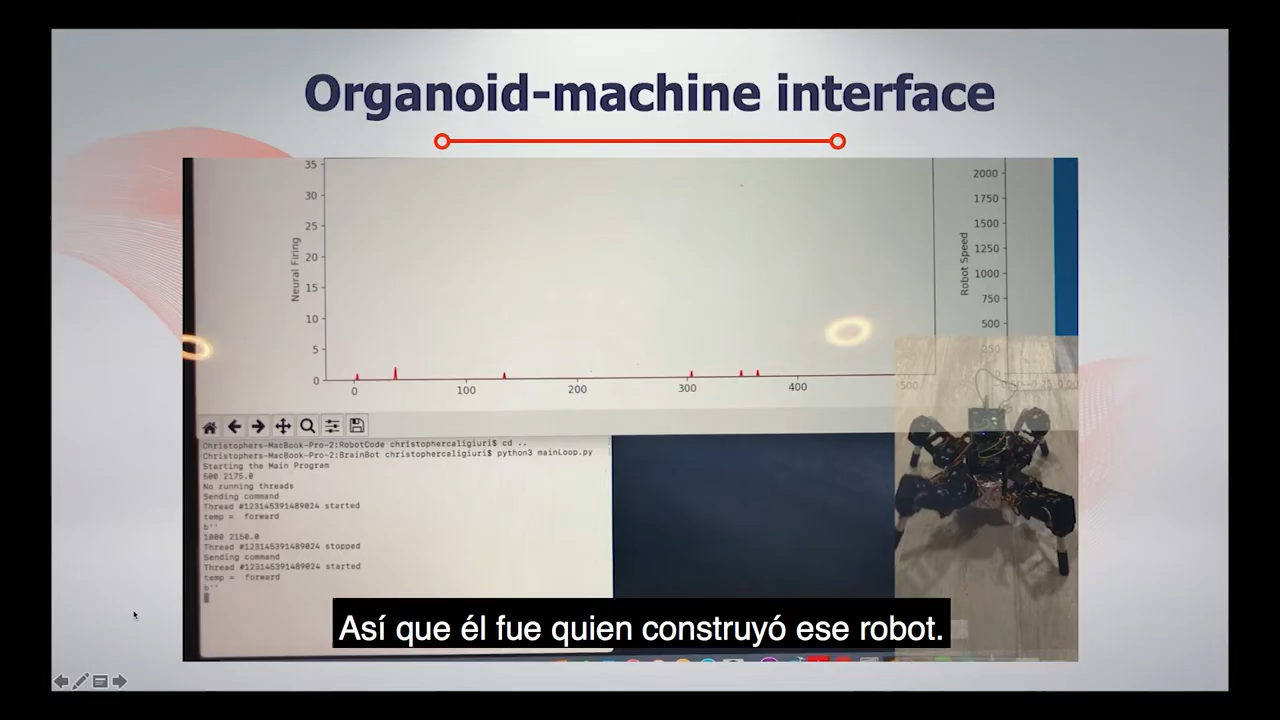 Organoid-machine interface
35
30
25
20
15
10
5
0
Neural Firing
0 100 200 300 400 500
2000
1750
1500
1250
1000
750
500
250
Robot Speed
Christophers-MacBook-Pro-2:RobotCode christophercaligiuri$ cd ..
Christophers-MacBook-Pro-2:BrainBot christophercaligiuri$ python3 mainLoop.py
Starting the Main Program
500 2175.0
No running threads
Sending command
Thread #123145391489024 started
temp = forward
b''
1000 2150.0
Thread #123145391489024 stopped
Sending command
Thread #123145391489024 started
temp = forward
b''
Así que él fue quien construyó ese robot.